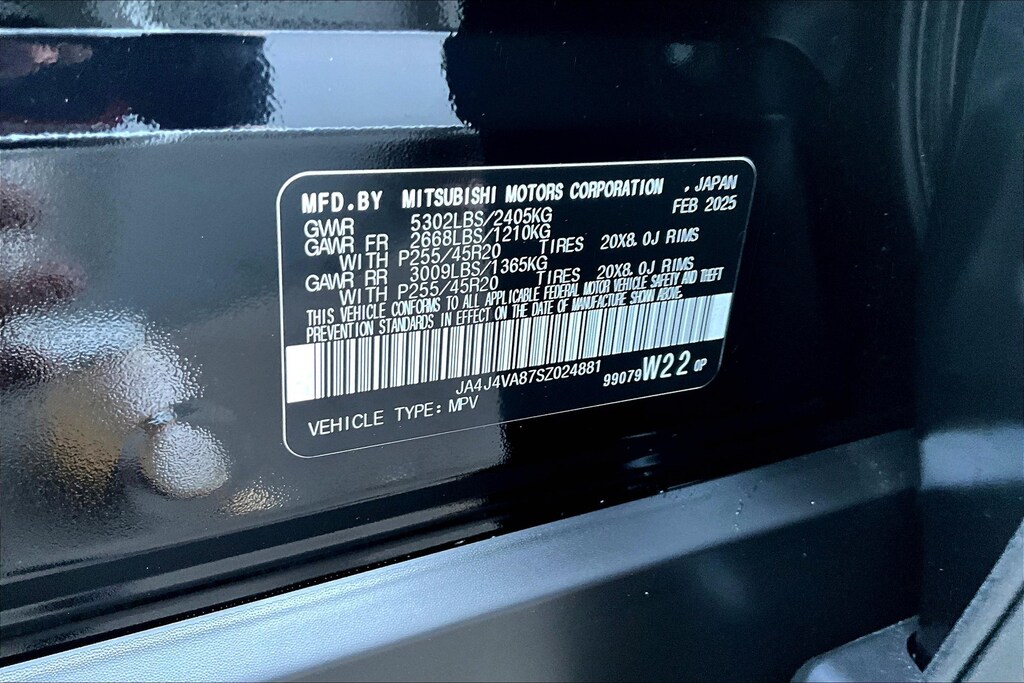 MFD.BY MITSUBISHI MOTORS CORPORATION . JAPAN
GVWR 5302LBS/2405KG FEB 2025
GAWR FR 2668LBS/1210KG
WITH P255/45R20 TIRES 20X8.0J RIMS
GAWR RR 3009LBS/1365KG
WITH P255/45R20 TIRES 20X8.0J RIMS
THIS VEHICLE CONFORMS TO ALL APPLICABLE FEDERAL MOTOR VEHICLE SAFETY AND THEFT
PREVENTION STANDARDS IN EFFECT ON THE DATE OF MANUFACTURE SHOWN ABOVE.
JA4J4VA87SZ024881
VEHICLE TYPE: MPV 99079 W22 0P